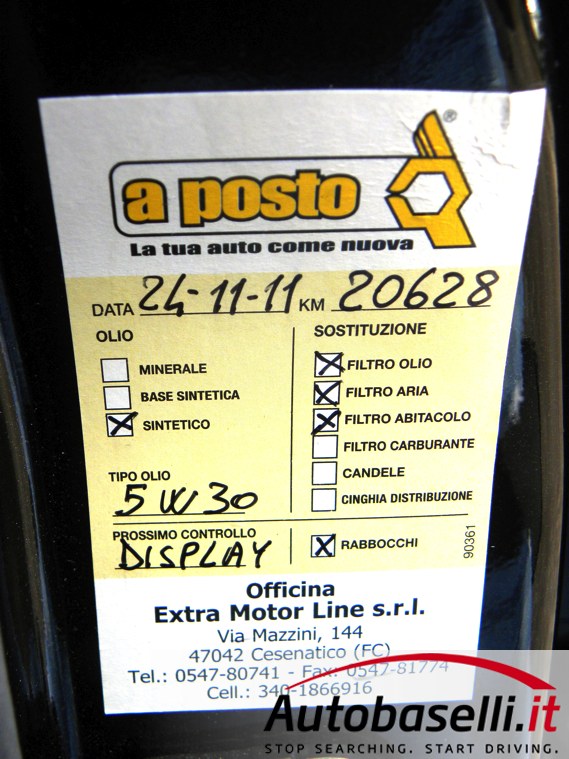 a posto ®
La tua auto come nuova
DATA 24-11-11 KM 20628
OLIO
MINERALE
BASE SINTETICA
SINTETICO
TIPO OLIO
5W30
PROSSIMO CONTROLLO
DISPLAY
SOSTITUZIONE
FILTRO OLIO
FILTRO ARIA
FILTRO ABITACOLO
FILTRO CARBURANTE
CANDELE
CINGHIA DISTRIBUZIONE
RABBOCCHI
90361
Officina
Extra Motor Line s.r.l.
Via Mazzini, 144
47042 Cesenatico (FC)
Tel.: 0547-80741 - Fax: 0547-81774
Cell.: 340-1866916
Autobaselli.it
STOP SEARCHING. START DRIVING.